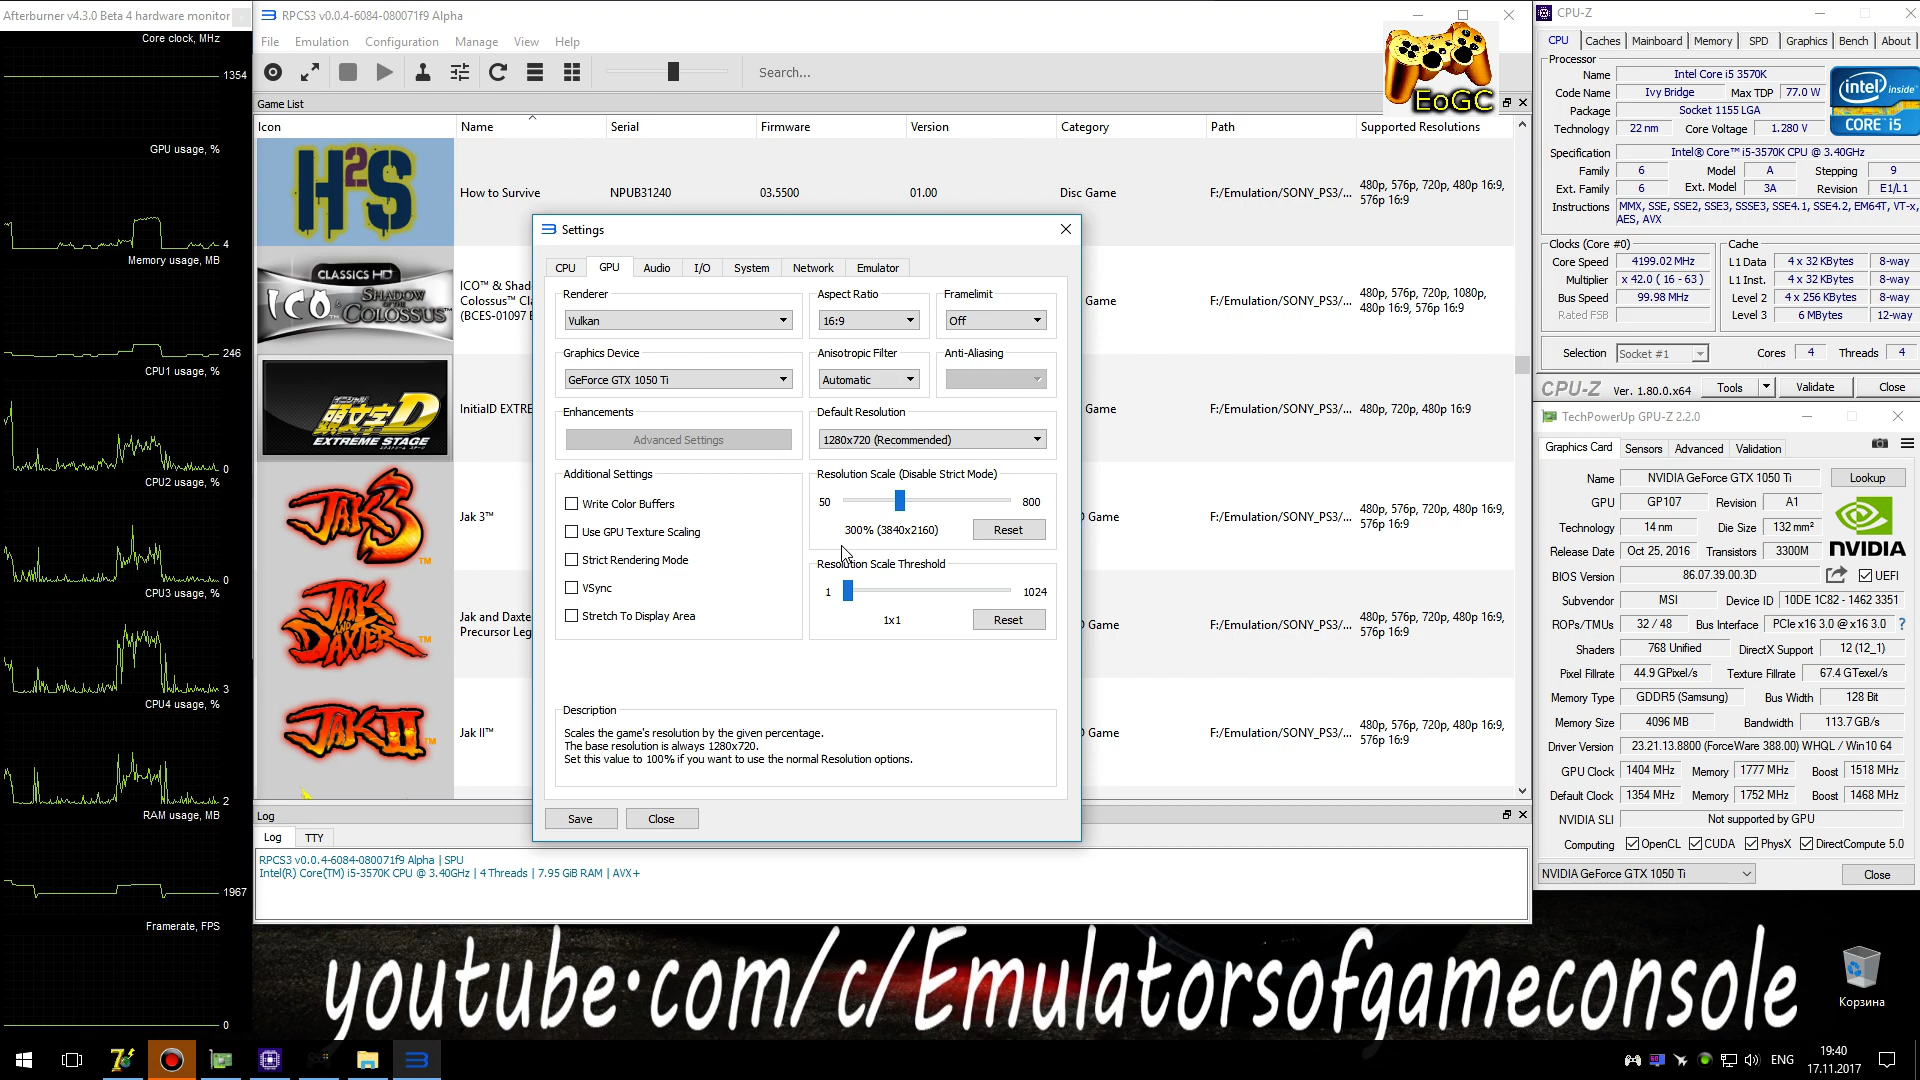 Afterburner v4.3.0 Beta 4 hardware monitor
Core clock, MHz
1354
GPU usage, %
4
Memory usage, MB
246
CPU1 usage, %
0
CPU2 usage, %
0
CPU3 usage, %
3
CPU4 usage, %
2
RAM usage, MB
1967
Framerate, FPS
0
RPCS3 v0.0.4-6084-080071f9 Alpha
File Emulation Configuration Manage View Help
Search...
EoGC
Game List
Icon Name Serial Firmware Version Category Path Supported Resolutions
H2S
How to Survive NPUB31240 03.5500 01.00 Disc Game F:/Emulation/SONY_PS3/... 480p, 576p, 720p, 480p 16:9,
576p 16:9
CLASSICS HD
ICO & SHADOW OF THE COLOSSUS
ICO™ & Shad
Colossus™ Cla
(BCES-01097 B
Game F:/Emulation/SONY_PS3/... 480p, 576p, 720p, 1080p,
480p 16:9, 576p 16:9
頭文字D
EXTREME STAGE
InitialD EXTRE
Game F:/Emulation/SONY_PS3/... 480p, 720p, 480p 16:9
JAK 3
Jak 3™
Game F:/Emulation/SONY_PS3/... 480p, 576p, 720p, 480p 16:9,
576p 16:9
JAK AND DAXTER
Jak and Daxte
Precursor Leg
Game F:/Emulation/SONY_PS3/... 480p, 576p, 720p, 480p 16:9,
576p 16:9
JAK II
Jak II™
Game F:/Emulation/SONY_PS3/... 480p, 576p, 720p, 480p 16:9,
576p 16:9
Settings
CPU GPU Audio I/O System Network Emulator
Renderer
Vulkan
Aspect Ratio
16:9
Framelimit
Off
Graphics Device
GeForce GTX 1050 Ti
Anisotropic Filter
Automatic
Anti-Aliasing
Enhancements
Advanced Settings
Default Resolution
1280x720 (Recommended)
Additional Settings
Write Color Buffers
Use GPU Texture Scaling
Strict Rendering Mode
VSync
Stretch To Display Area
Resolution Scale (Disable Strict Mode)
50 800
300% (3840x2160) Reset
Resolution Scale Threshold
1 1024
1x1 Reset
Description
Scales the game's resolution by the given percentage.
The base resolution is always 1280x720.
Set this value to 100% if you want to use the normal Resolution options.
Save Close
Log
Log TTY
RPCS3 v0.0.4-6084-080071f9 Alpha | SPU
Intel(R) Core(TM) i5-3570K CPU @ 3.40GHz | 4 Threads | 7.95 GiB RAM | AVX+
CPU-Z
CPU Caches Mainboard Memory SPD Graphics Bench About
Processor
Name Intel Core i5 3570K
Code Name Ivy Bridge Max TDP 77.0 W
Package Socket 1155 LGA
Technology 22 nm Core Voltage 1.280 V
intel inside
CORE i5
Specification Intel® Core™ i5-3570K CPU @ 3.40GHz
Family 6 Model A Stepping 9
Ext. Family 6 Ext. Model 3A Revision E1/L1
Instructions MMX, SSE, SSE2, SSE3, SSSE3, SSE4.1, SSE4.2, EM64T, VT-x,
AES, AVX
Clocks (Core #0)
Core Speed 4199.02 MHz
Multiplier x 42.0 ( 16 - 63 )
Bus Speed 99.98 MHz
Rated FSB
Cache
L1 Data 4 x 32 KBytes 8-way
L1 Inst. 4 x 32 KBytes 8-way
Level 2 4 x 256 KBytes 8-way
Level 3 6 MBytes 12-way
Selection Socket #1 Cores 4 Threads 4
CPU-Z Ver. 1.80.0.x64 Tools Validate Close
TechPowerUp GPU-Z 2.2.0
Graphics Card Sensors Advanced Validation
Name NVIDIA GeForce GTX 1050 Ti Lookup
GPU GP107 Revision A1
Technology 14 nm Die Size 132 mm²
Release Date Oct 25, 2016 Transistors 3300M
NVIDIA
BIOS Version 86.07.39.00.3D UEFI
Subvendor MSI Device ID 10DE 1C82 - 1462 3351
ROPs/TMUs 32 / 48 Bus Interface PCIe x16 3.0 @ x16 3.0 ?
Shaders 768 Unified DirectX Support 12 (12_1)
Pixel Fillrate 44.9 GPixel/s Texture Fillrate 67.4 GTexel/s
Memory Type GDDR5 (Samsung) Bus Width 128 Bit
Memory Size 4096 MB Bandwidth 113.7 GB/s
Driver Version 23.21.13.8800 (ForceWare 388.00) WHQL / Win10 64
GPU Clock 1404 MHz Memory 1777 MHz Boost 1518 MHz
Default Clock 1354 MHz Memory 1752 MHz Boost 1468 MHz
NVIDIA SLI Not supported by GPU
Computing OpenCL CUDA PhysX DirectCompute 5.0
NVIDIA GeForce GTX 1050 Ti Close
youtube.com/c/Emulatorsofgameconsole
Корзина
ENG
19:40
17.11.2017